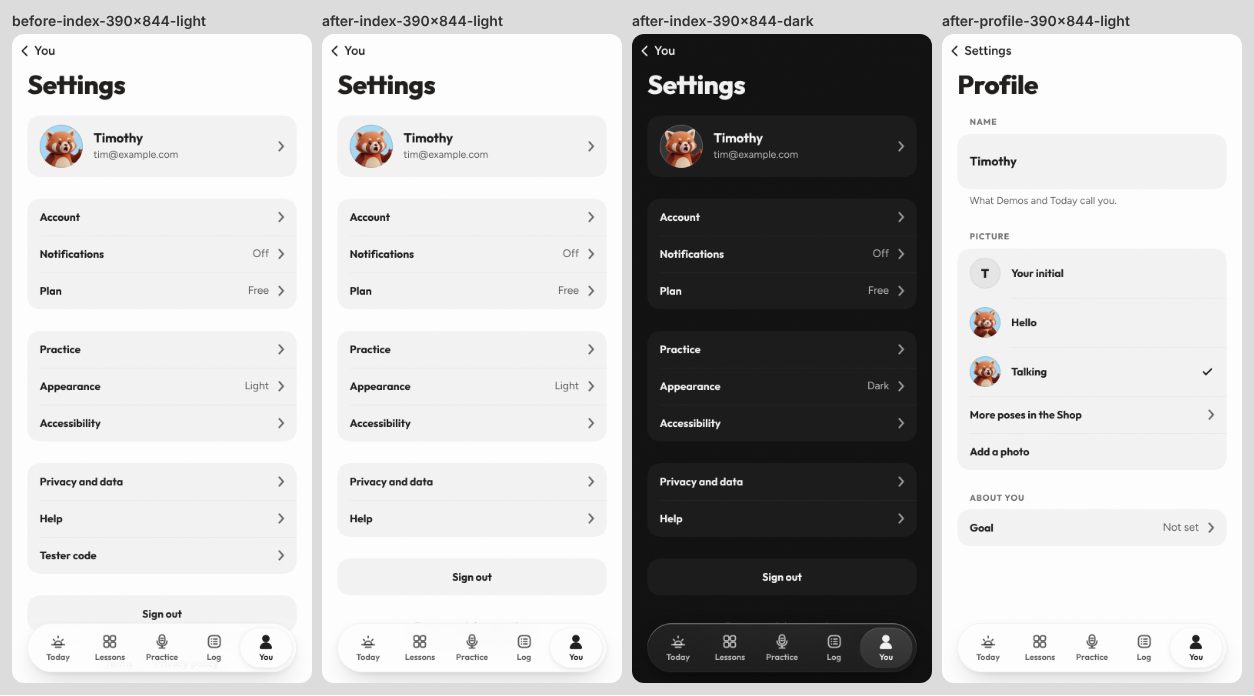 before-index-390×844-light
You
Settings
Timothy
tim@example.com
Account
Notifications Off
Plan Free
Practice
Appearance Light
Accessibility
Privacy and data
Help
Tester code
Sign out
Today Lessons Practice Log You
after-index-390×844-light
You
Settings
Timothy
tim@example.com
Account
Notifications Off
Plan Free
Practice
Appearance Light
Accessibility
Privacy and data
Help
Sign out
Today Lessons Practice Log You
after-index-390×844-dark
You
Settings
Timothy
tim@example.com
Account
Notifications Off
Plan Free
Practice
Appearance Dark
Accessibility
Privacy and data
Help
Sign out
Today Lessons Practice Log You
after-profile-390×844-light
Settings
Profile
NAME
Timothy
What Demos and Today call you.
PICTURE
T Your initial
Hello
Talking
More poses in the Shop
Add a photo
ABOUT YOU
Goal Not set
Today Lessons Practice Log You